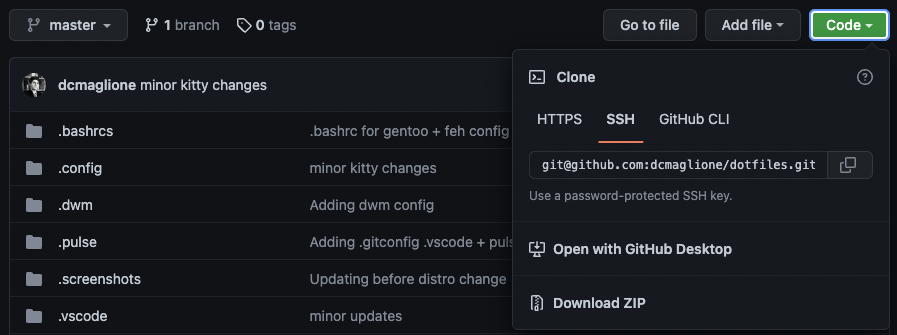 master
1 branch
0 tags
Go to file
Add file
Code
dcmaglione minor kitty changes
.bashrcs
.bashrc for gentoo + feh config
.config
minor kitty changes
.dwm
Adding dwm config
.pulse
Adding .gitconfig .vscode + puls
.screenshots
Updating before distro change
.vscode
minor updates
Clone
HTTPS
SSH
GitHub CLI
git@github.com:dcmaglione/dotfiles.git
Use a password-protected SSH key.
Open with GitHub Desktop
Download ZIP